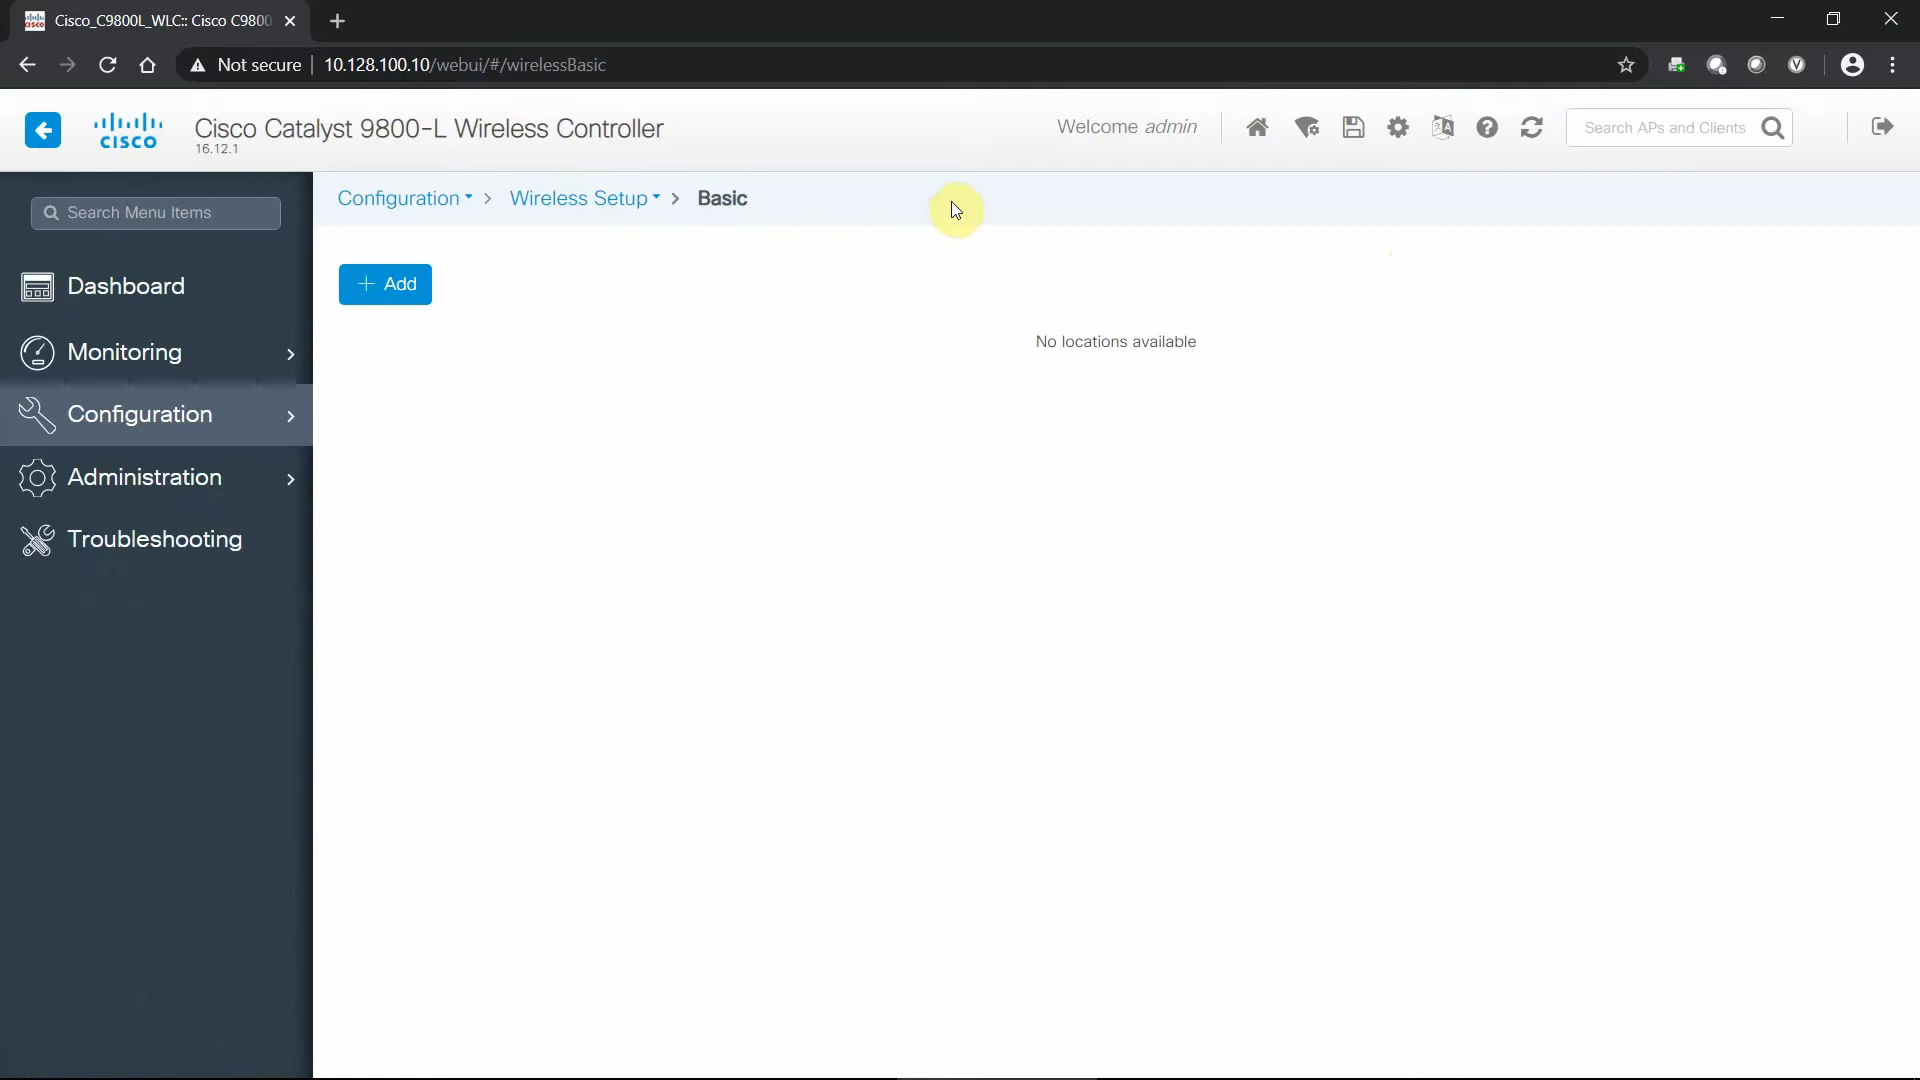 Cisco_C9800L_WLC:: Cisco C9800
Not secure
10.128.100.10/webui/#/wirelessBasic
CISCO
Cisco Catalyst 9800-L Wireless Controller
16.12.1
Welcome admin
Search APs and Clients
Search Menu Items
Dashboard
Monitoring
Configuration
Administration
Troubleshooting
Configuration > Wireless Setup > Basic
+ Add
No locations available